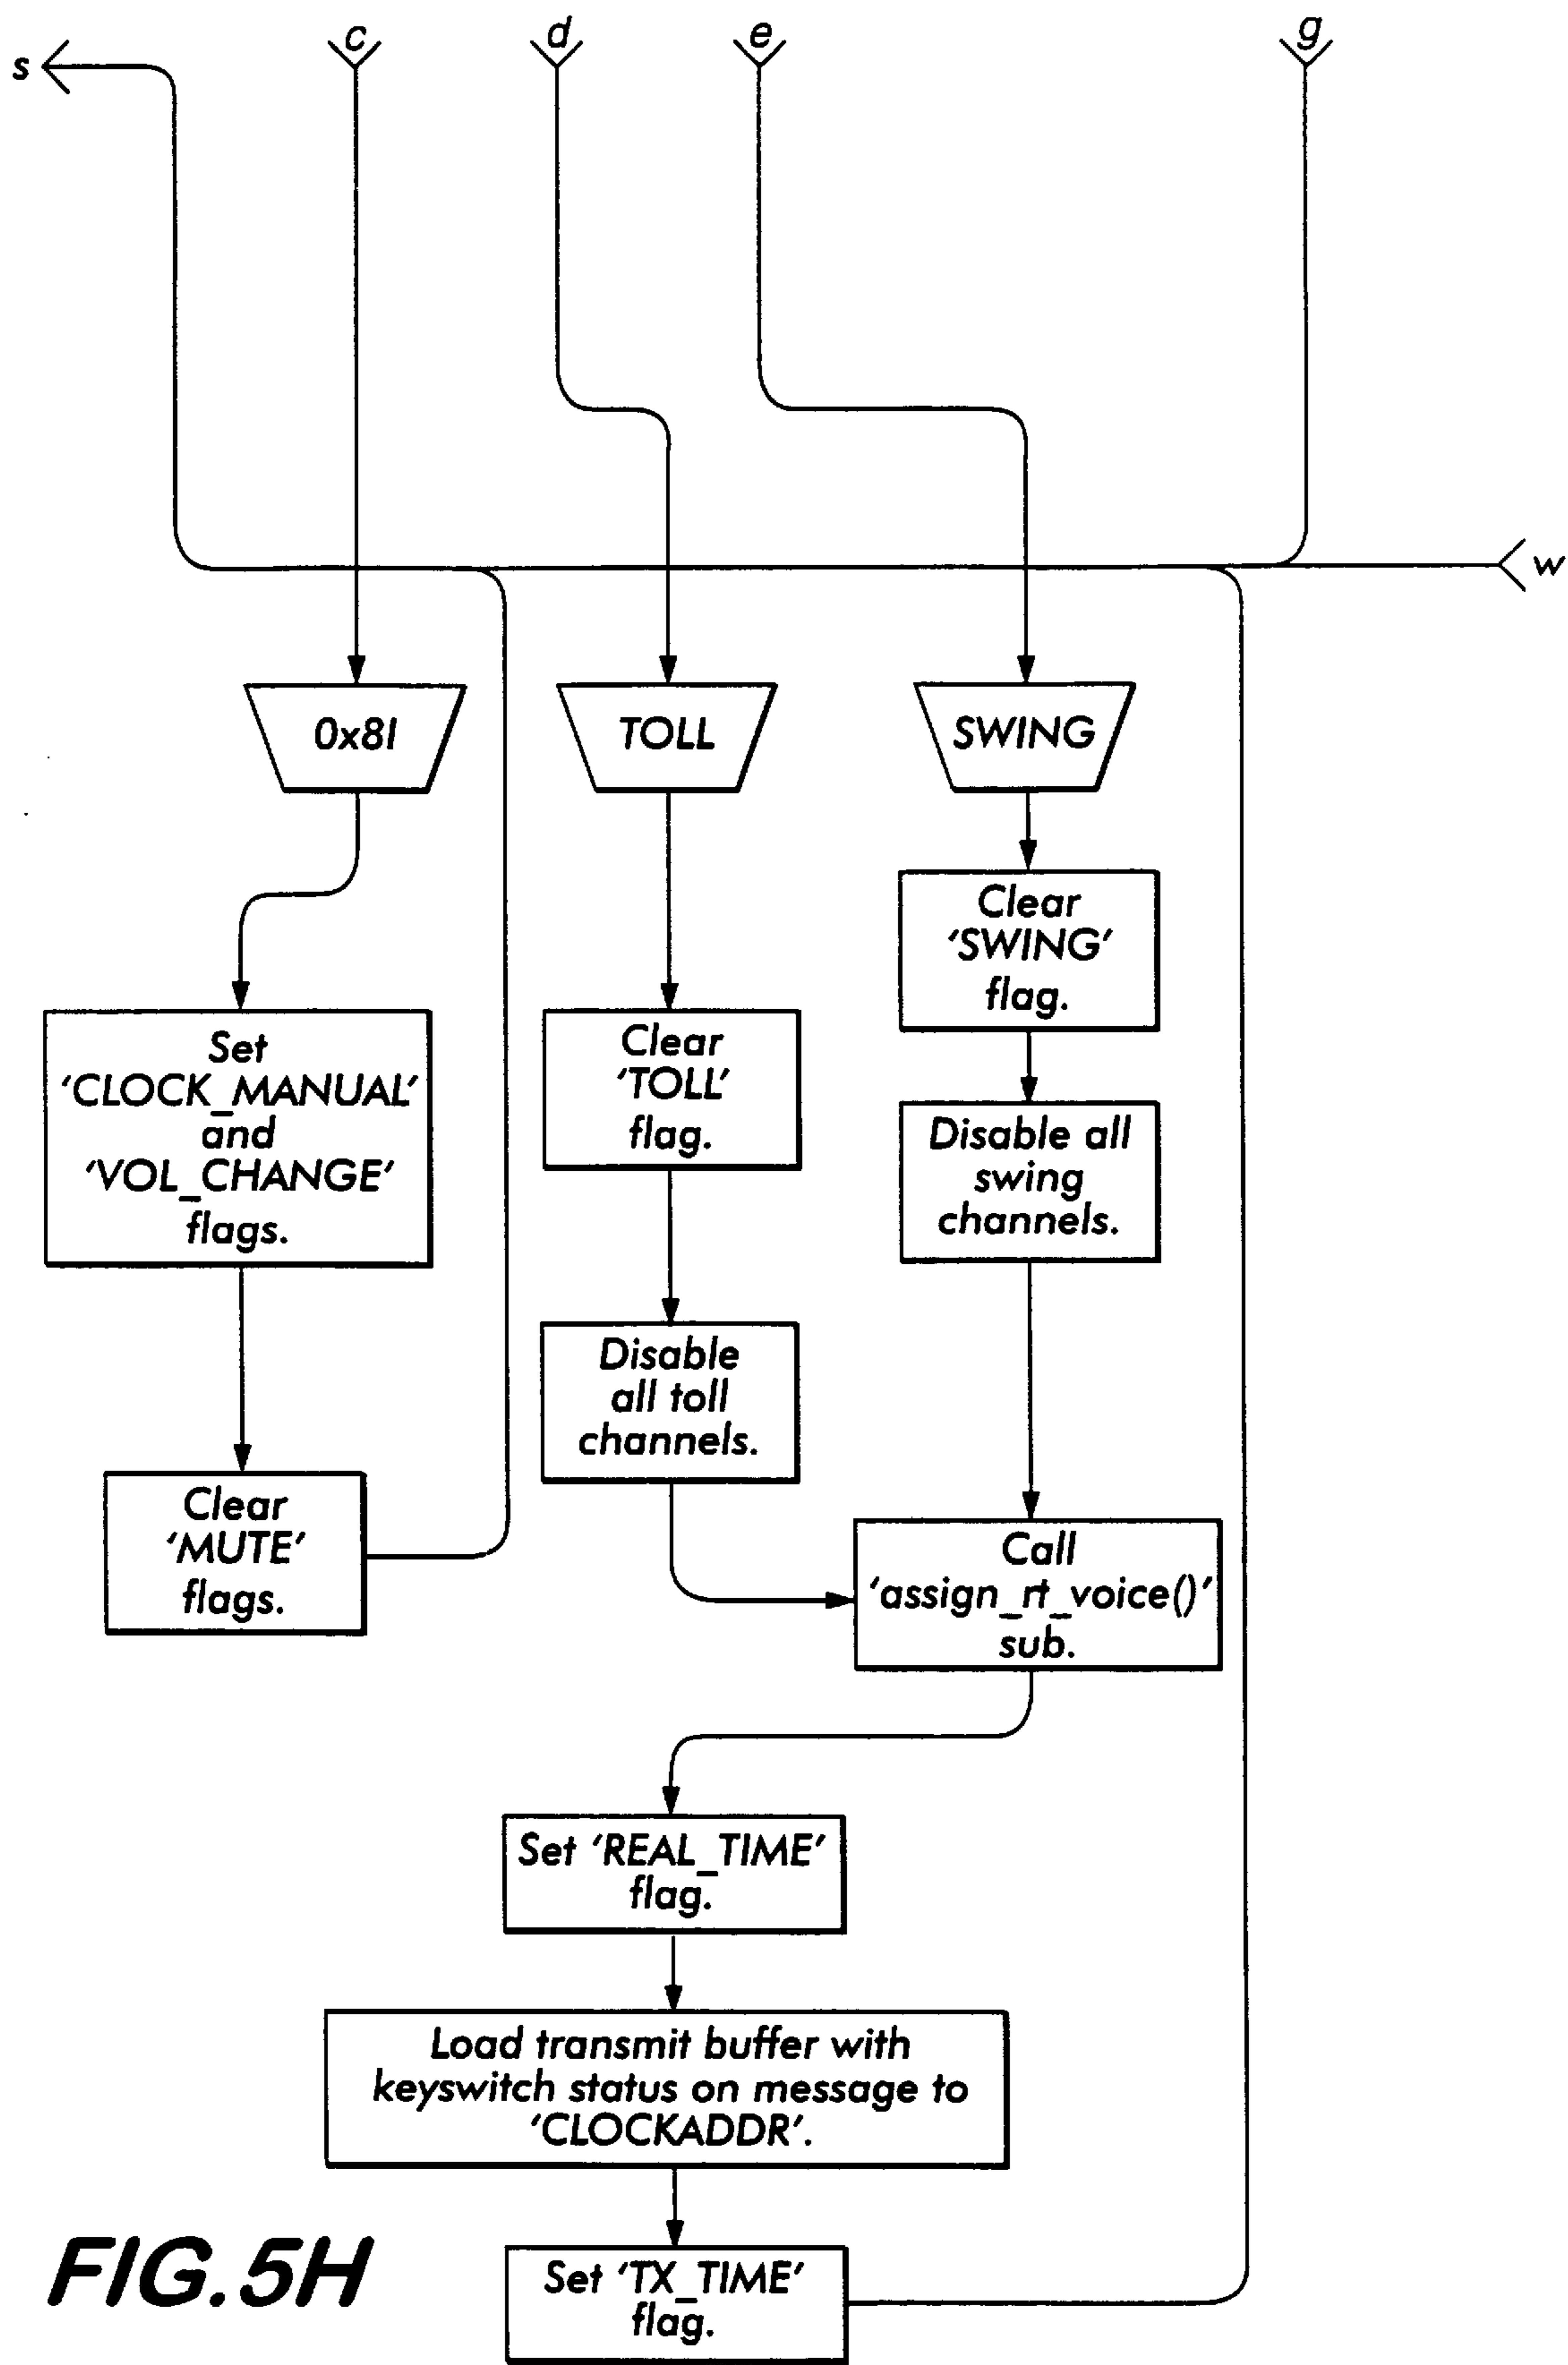 c
d
e
g
s
w
0x81
TOLL
SWING
Clear
'SWING'
flag.
Set
'CLOCK_MANUAL'
and
'VOL_CHANGE'
flags.
Clear
'TOLL'
flag.
Disable all
swing
channels.
Disable
all toll
channels.
Clear
'MUTE'
flags.
Call
'assign_rt_voice()'
sub.
Set 'REAL_TIME'
flag.
Load transmit buffer with
keyswitch status on message to
'CLOCKADDR'.
Set 'TX_TIME'
flag.
FIG.5H